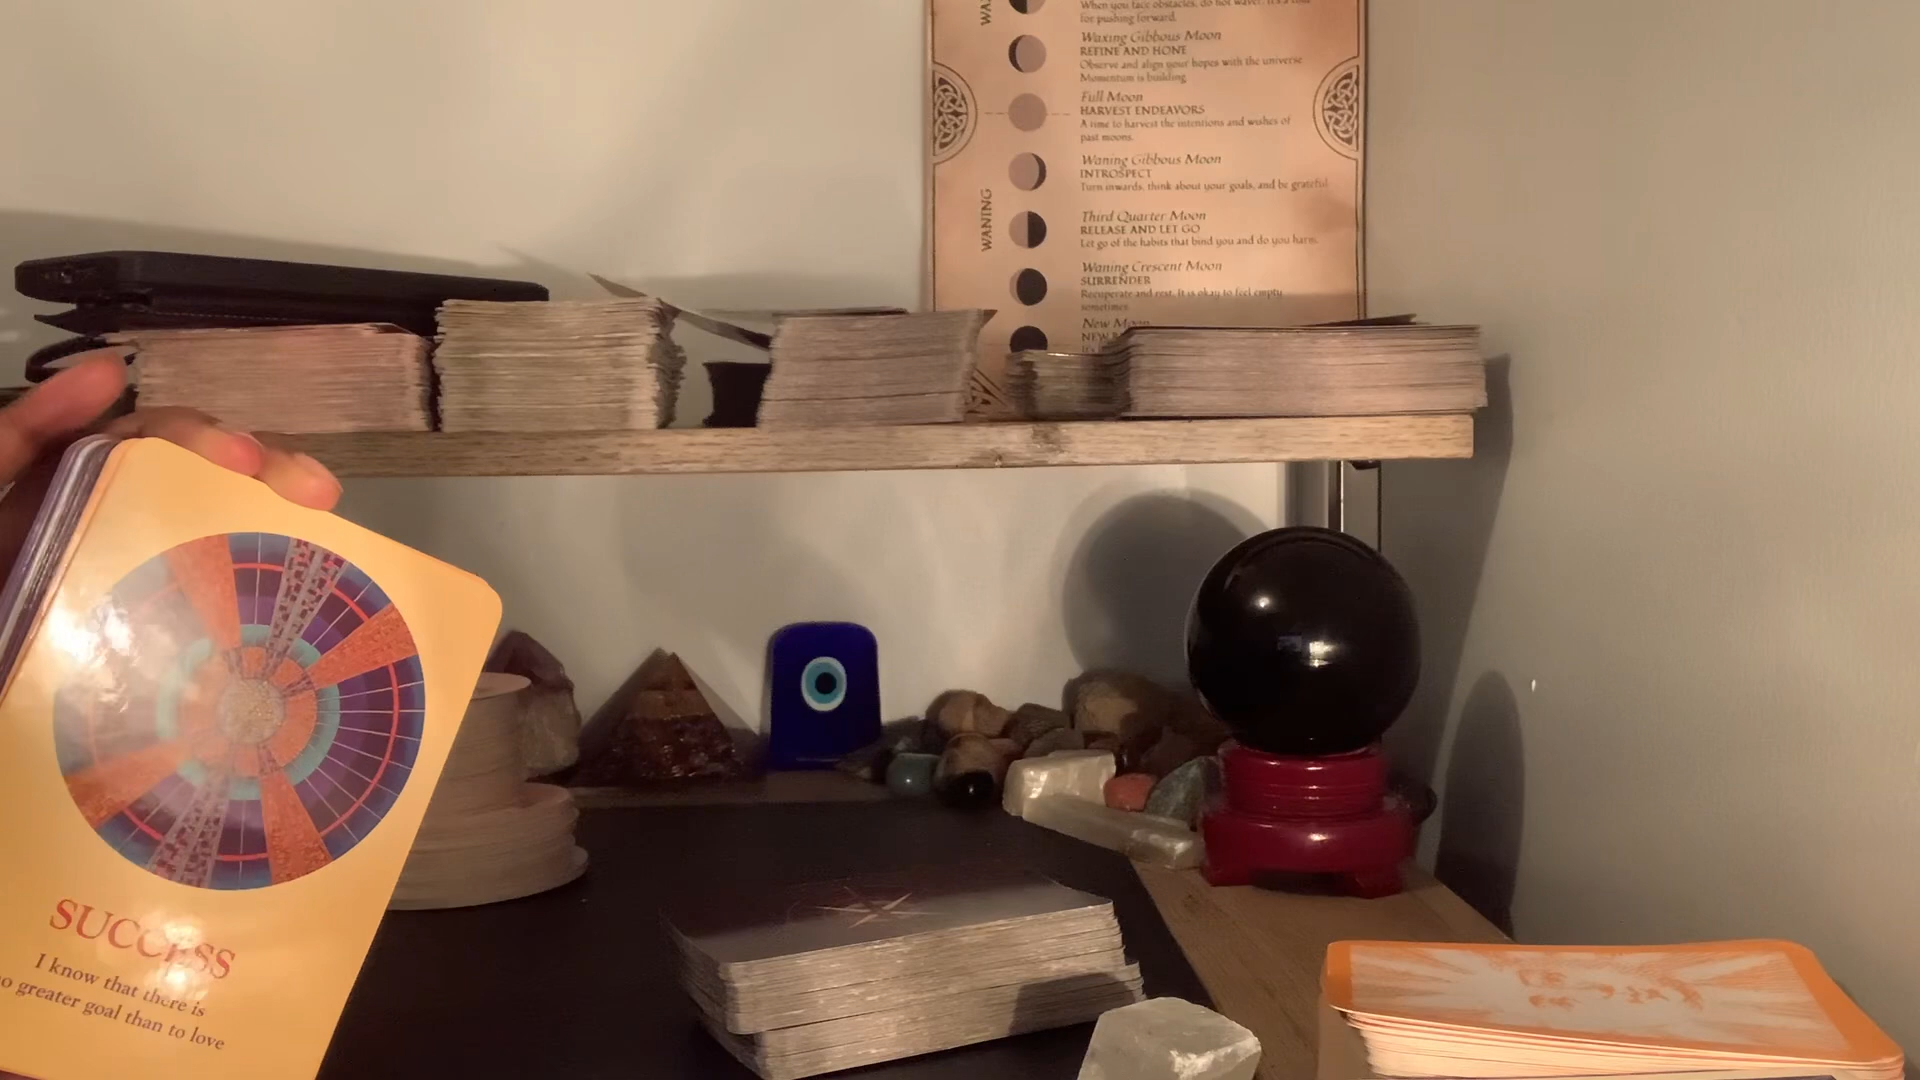 WA
When you face obstacles, do not waver. It's a time
for pushing forward.
Waxing Gibbous Moon
REFINE AND HONE
Observe and align your hopes with the universe
Momentum is building
Full Moon
HARVEST ENDEAVORS
A time to harvest the intentions and wishes of
past moons.
Waning Gibbous Moon
INTROSPECT
Turn inwards, think about your goals, and be grateful
WANING
Third Quarter Moon
RELEASE AND LET GO
Let go of the habits that bind you and do you harm.
Waning Crescent Moon
SURRENDER
Recuperate and rest. It is okay to feel empty
sometimes.
New Moon
NEW
SUCCESS
I know that there is
o greater goal than to love